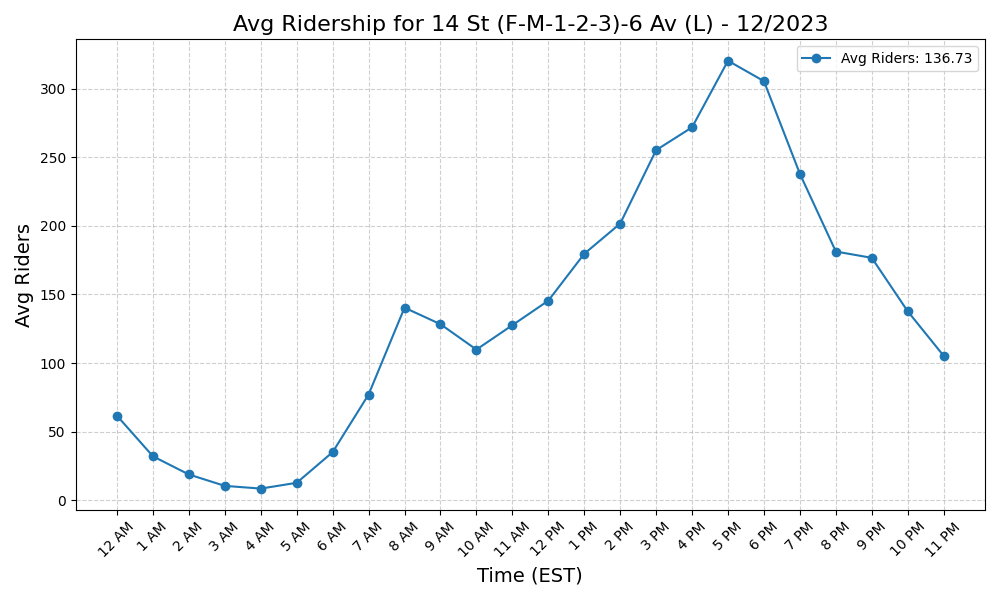 Avg Ridership for 14 St (F-M-1-2-3)-6 Av (L) - 12/2023
Avg Riders: 136.73
Avg Riders
300
250
200
150
100
50
0
12 AM
1 AM
2 AM
3 AM
4 AM
5 AM
6 AM
7 AM
8 AM
9 AM
10 AM
11 AM
12 PM
1 PM
2 PM
3 PM
4 PM
5 PM
6 PM
7 PM
8 PM
9 PM
10 PM
11 PM
Time (EST)